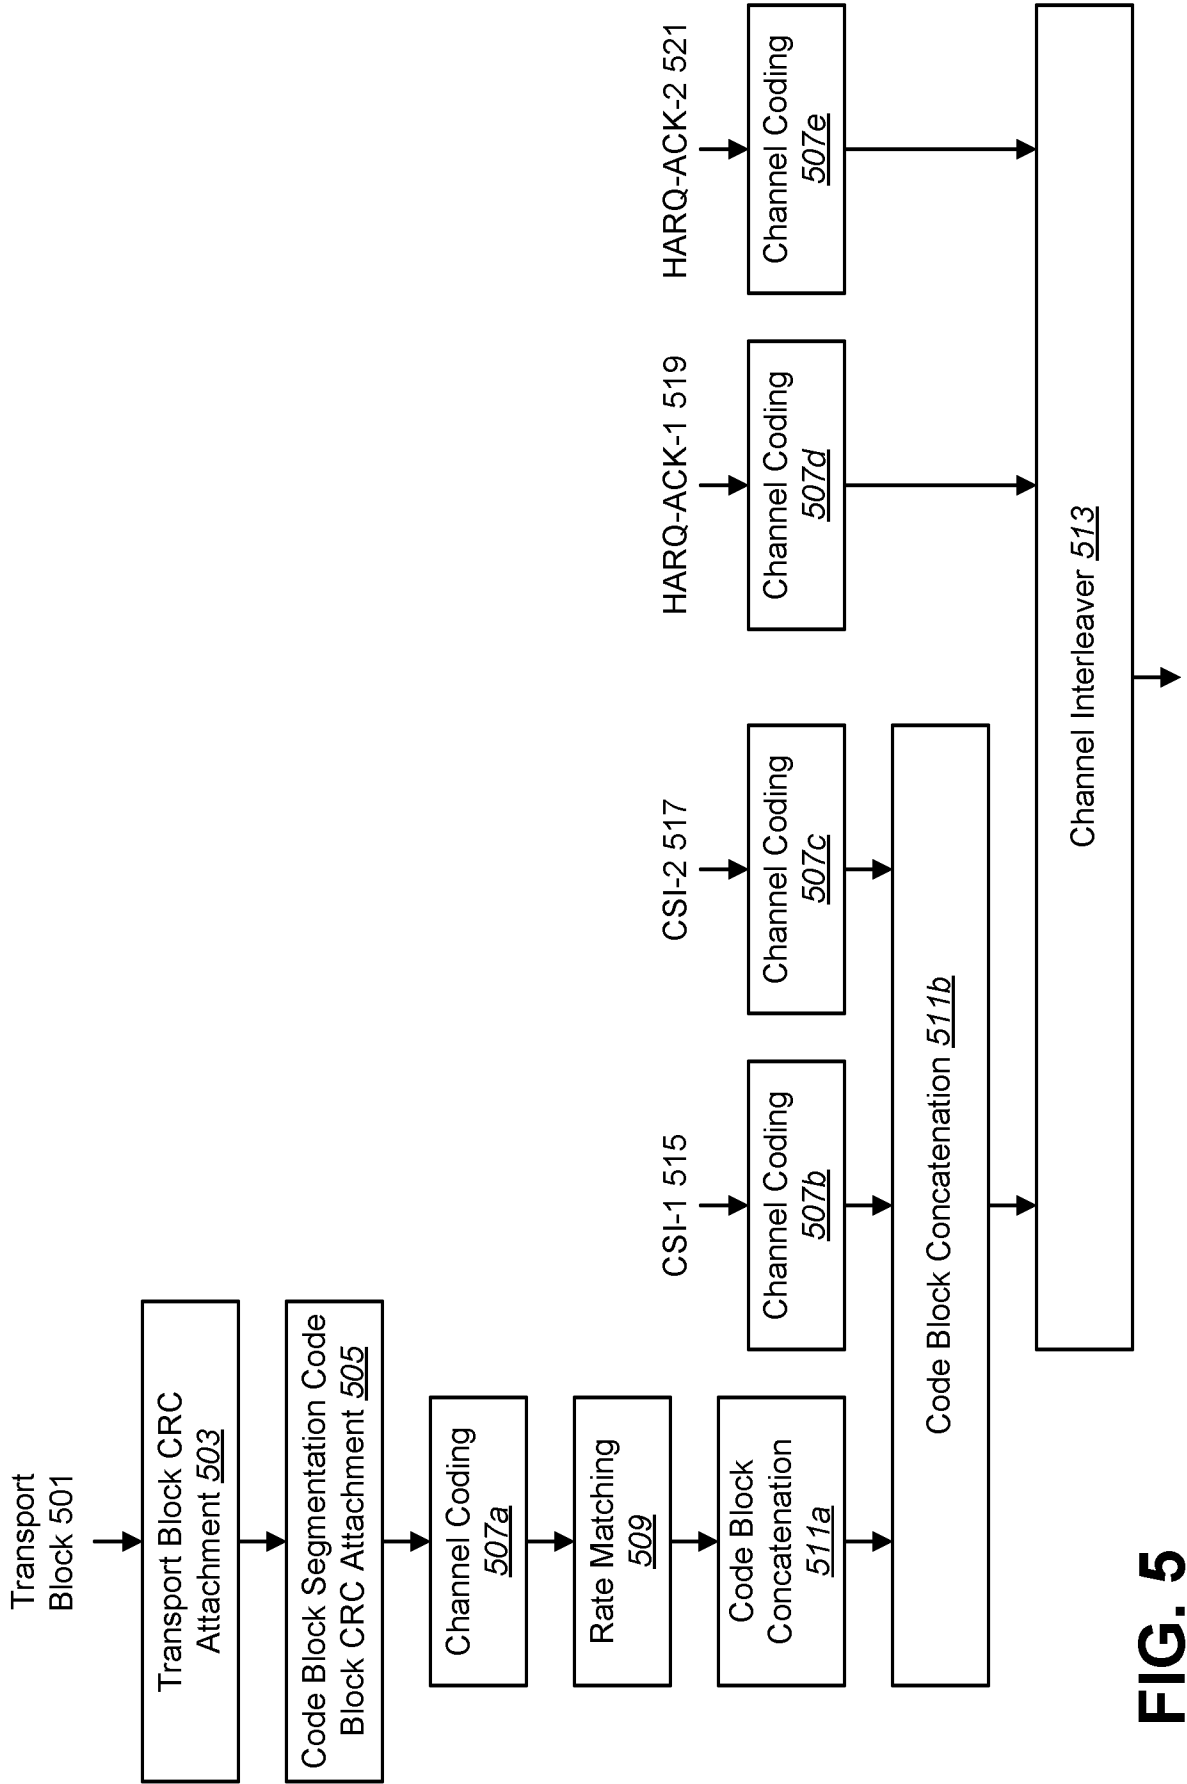 Transport
Block 501
Transport Block CRC
Attachment 503
Code Block Segmentation Code
Block CRC Attachment 505
Channel Coding
507a
Rate Matching
509
Code Block
Concatenation
511a
CSI-1 515
Channel Coding
507b
CSI-2 517
Channel Coding
507c
HARQ-ACK-1 519
Channel Coding
507d
HARQ-ACK-2 521
Channel Coding
507e
Code Block Concatenation 511b
Channel Interleaver 513
FIG. 5